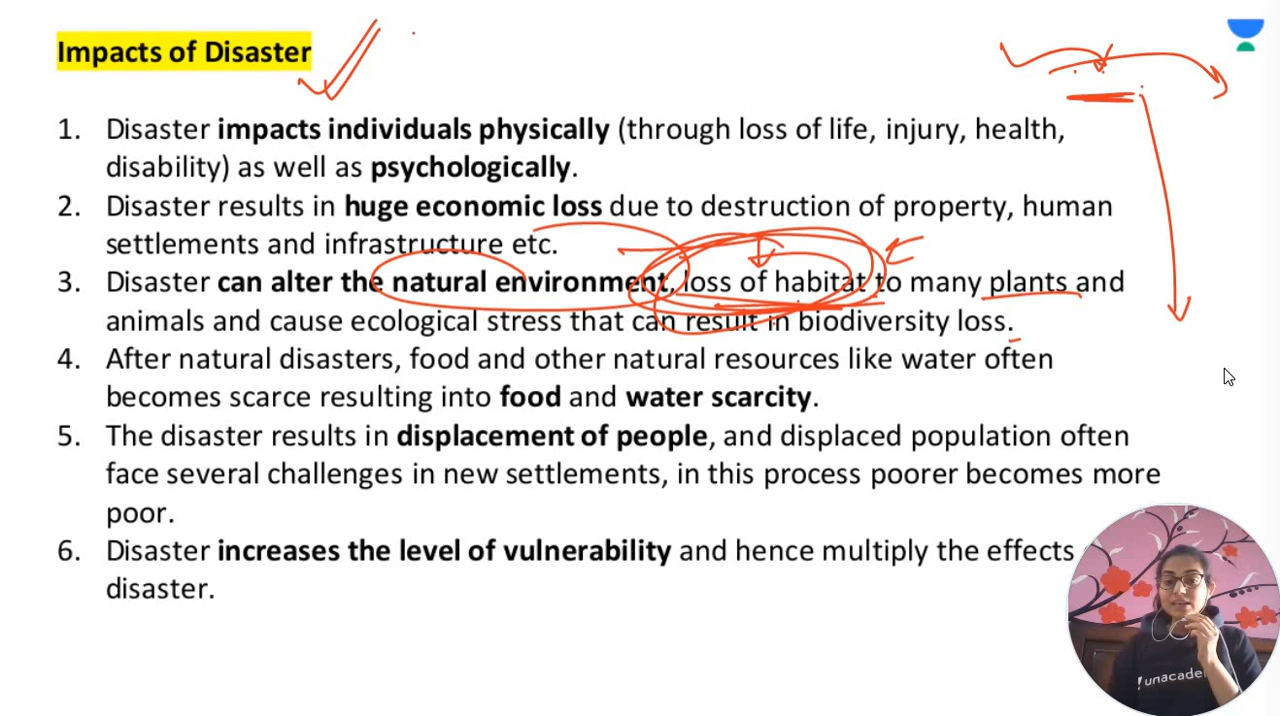 Impacts of Disaster
1. Disaster impacts individuals physically (through loss of life, injury, health,
disability) as well as psychologically.
2. Disaster results in huge economic loss due to destruction of property, human
settlements and infrastructure etc.
3. Disaster can alter the natural environment, loss of habitat to many plants and
animals and cause ecological stress that can result in biodiversity loss.
4. After natural disasters, food and other natural resources like water often
becomes scarce resulting into food and water scarcity.
5. The disaster results in displacement of people, and displaced population often
face several challenges in new settlements, in this process poorer becomes more
poor.
6. Disaster increases the level of vulnerability and hence multiply the effects
disaster.
unacade